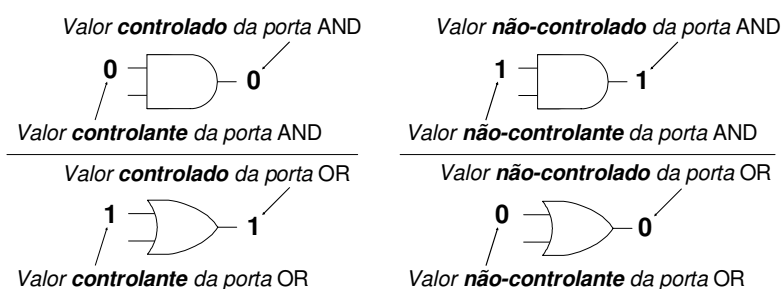 Valor controlado da porta AND
0 0
Valor controlante da porta AND
Valor não-controlado da porta AND
1 1
Valor não-controlante da porta AND
Valor controlado da porta OR
1 1
Valor controlante da porta OR
Valor não-controlado da porta OR
0 0
Valor não-controlante da porta OR